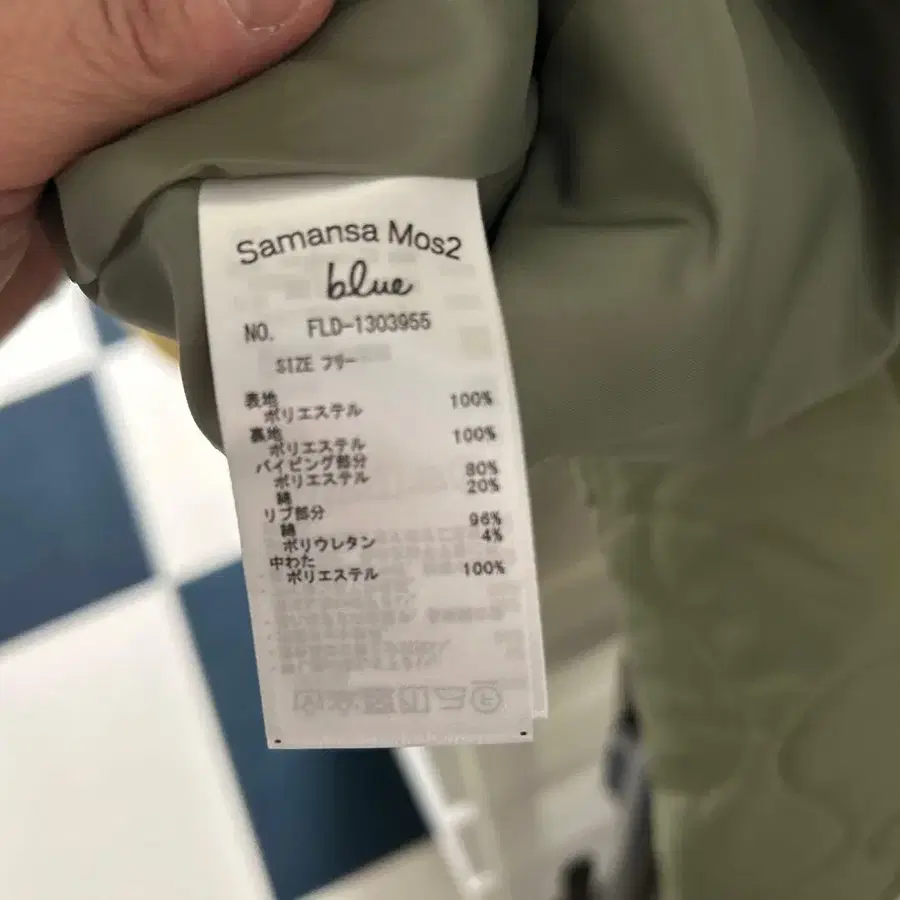 Samansa Mos2
blue
NO. FLD-1303955
SIZE フリー
表地
ポリエステル 100%
裏地
ポリエステル 100%
パイピング部分
ポリエステル 80%
綿 20%
リブ部分
綿 96%
ポリウレタン 4%
中わた
ポリエステル 100%